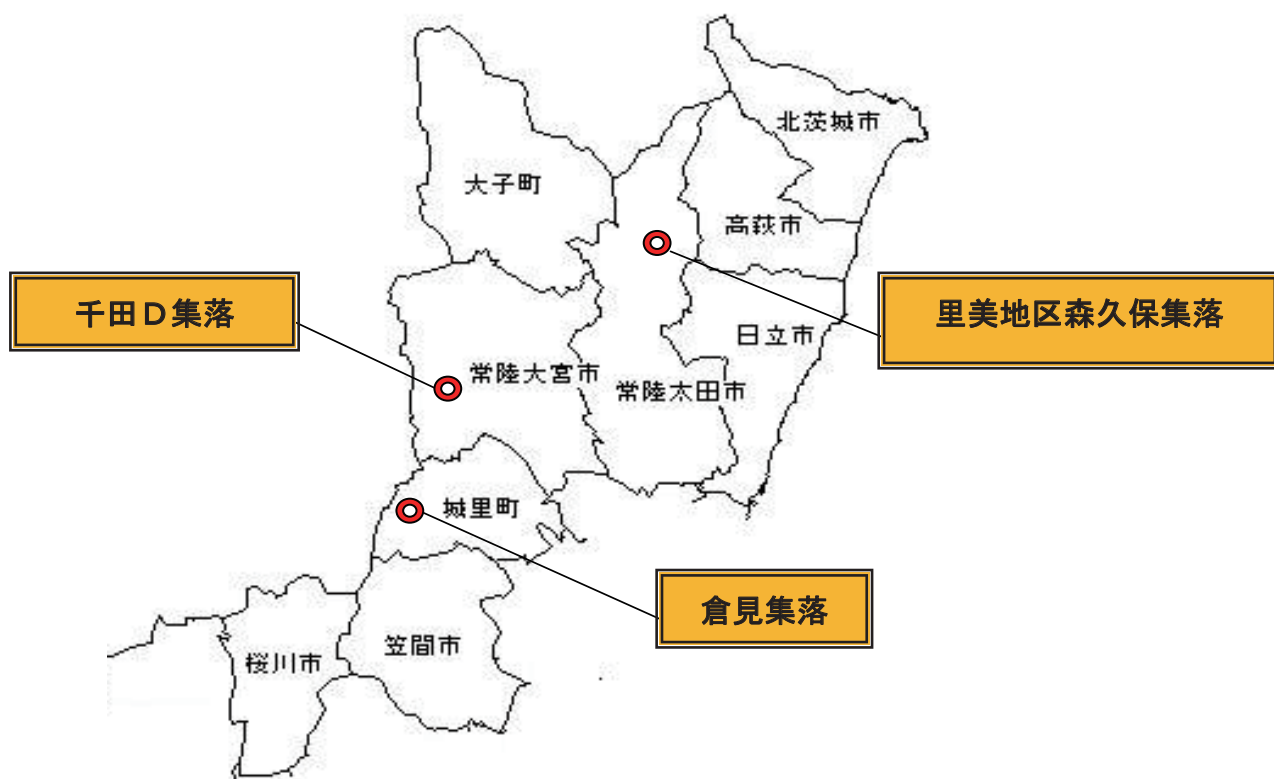 北茨城市
大子町
高萩市
千田D集落
里美地区森久保集落
日立市
常陸大宮市
常陸太田市
城里町
倉見集落
笠間市
桜川市